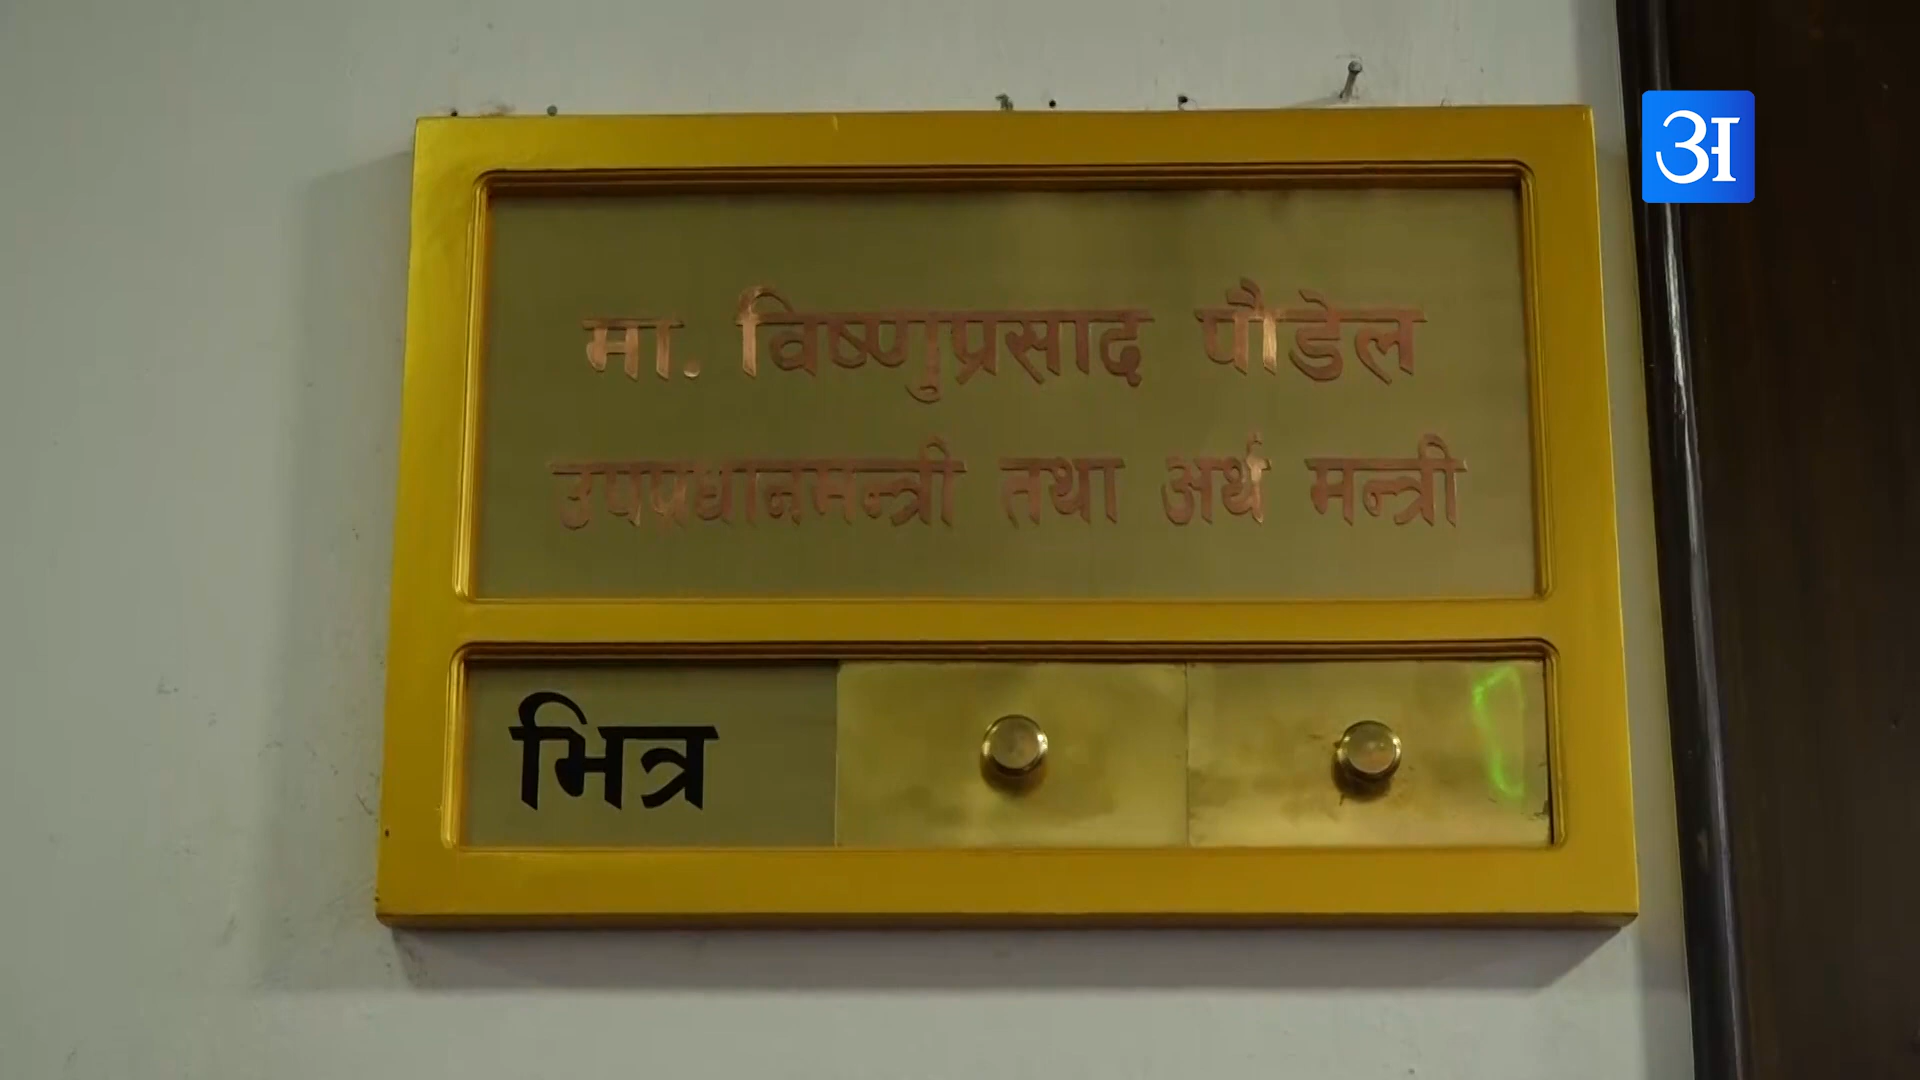 अ
मा. विष्णुप्रसाद पौडेल
उपप्रधानमन्त्री तथा अर्थ मन्त्री
भित्र